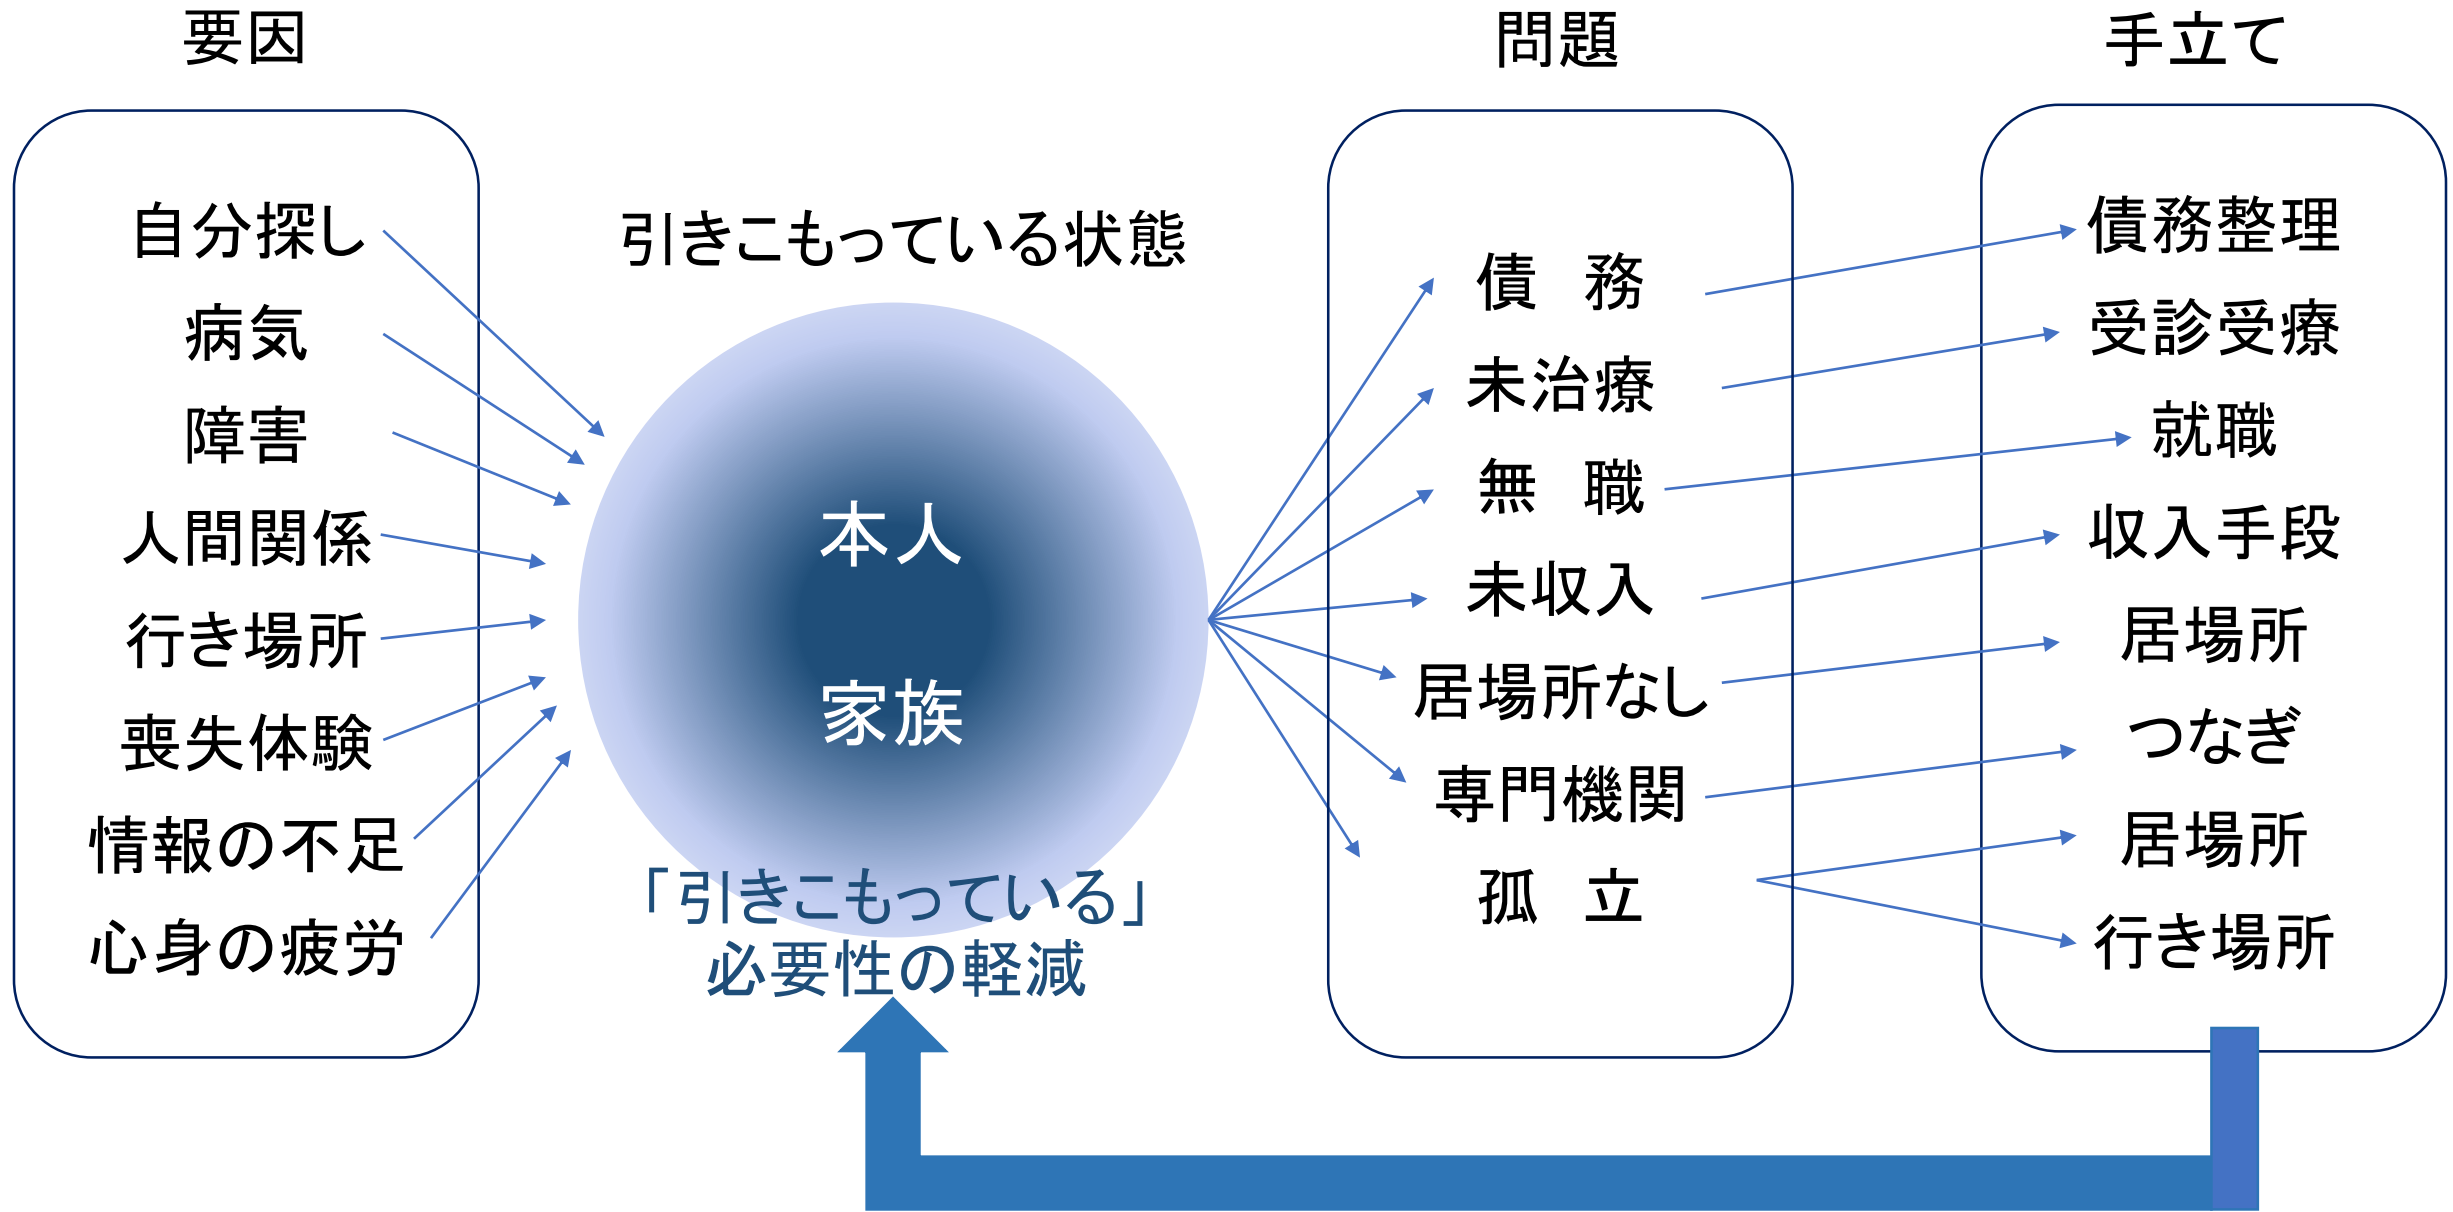 要因
自分探し
病気
障害
人間関係
行き場所
喪失体験
情報の不足
心身の疲労
引きこもっている状態
本人
家族
「引きこもっている」
必要性の軽減
問題
債　務
未治療
無　職
未収入
居場所なし
専門機関
孤　立
手立て
債務整理
受診受療
就職
収入手段
居場所
つなぎ
居場所
行き場所